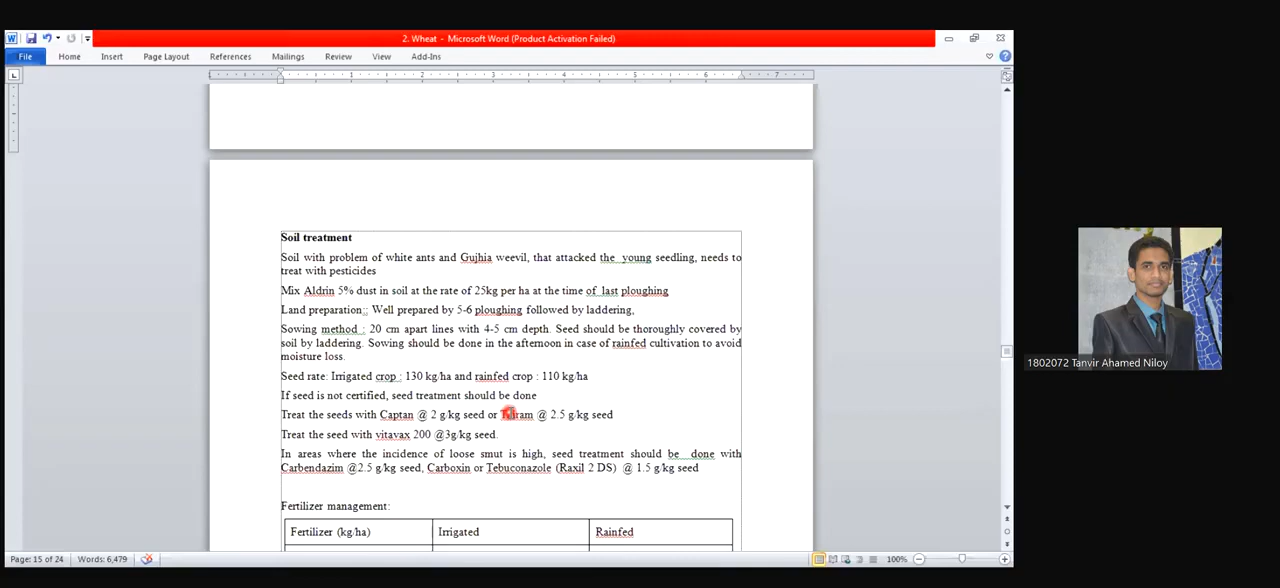 2. Wheat - Microsoft Word (Product Activation Failed)
File Home Insert Page Layout References Mailings Review View Add-Ins
1 2 3 4 5 6 7
Soil treatment
Soil with problem of white ants and Gujhia weevil, that attacked the young seedling, needs to
treat with pesticides
Mix Aldrin 5% dust in soil at the rate of 25kg per ha at the time of last ploughing
Land preparation:; Well prepared by 5-6 ploughing followed by laddering,
Sowing method : 20 cm apart lines with 4-5 cm depth. Seed should be thoroughly covered by
soil by laddering. Sowing should be done in the afternoon in case of rainfed cultivation to avoid
moisture loss.
Seed rate: Irrigated crop : 130 kg/ha and rainfed crop : 110 kg/ha
If seed is not certified, seed treatment should be done
Treat the seeds with Captan @ 2 g/kg seed or Thiram @ 2.5 g/kg seed
Treat the seed with vitavax 200 @3g/kg seed.
In areas where the incidence of loose smut is high, seed treatment should be done with
Carbendazim @2.5 g/kg seed, Carboxin or Tebuconazole (Raxil 2 DS) @ 1.5 g/kg seed
Fertilizer management:
Fertilizer (kg/ha) Irrigated Rainfed
Page: 15 of 24 Words: 6,479 100%
1802072 Tanvir Ahamed Niloy